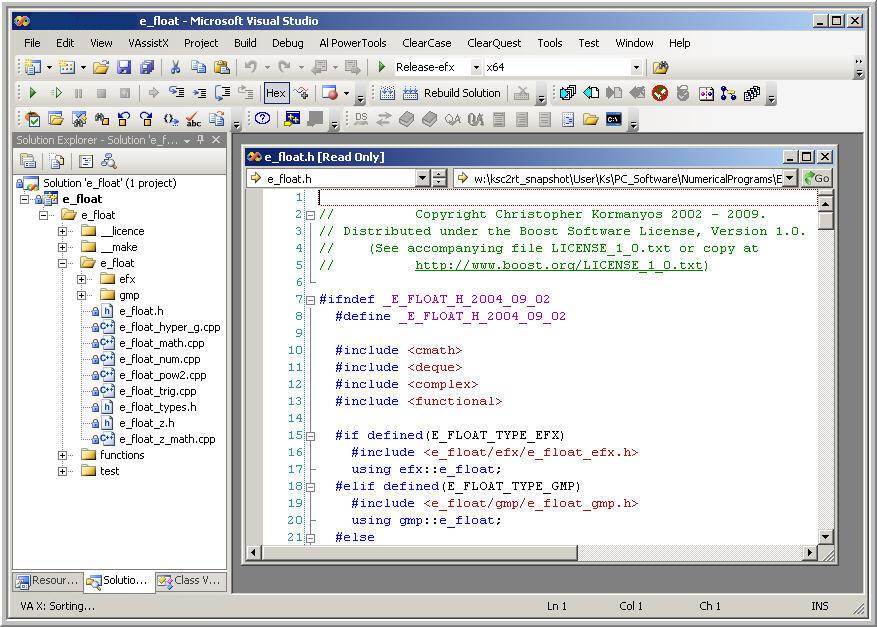 e_float - Microsoft Visual Studio
File Edit View VAssistX Project Build Debug Al PowerTools ClearCase ClearQuest Tools Test Window Help
Release-efx x64
Hex Rebuild Solution
abc DS
Solution Explorer - Solution 'e_f...
Solution 'e_float' (1 project)
e_float
e_float
__licence
__make
e_float
efx
gmp
e_float.h
e_float_hyper_g.cpp
e_float_math.cpp
e_float_num.cpp
e_float_pow2.cpp
e_float_trig.cpp
e_float_types.h
e_float_z.h
e_float_z_math.cpp
functions
test
Resour... Solutio... Class V...
e_float.h [Read Only]
e_float.h w:\ksc2rt_snapshot\User\Ks\PC_Software\NumericalPrograms\E Go
1
2 // Copyright Christopher Kormanyos 2002 - 2009.
3 // Distributed under the Boost Software License, Version 1.0.
4 // (See accompanying file LICENSE_1_0.txt or copy at
5 // http://www.boost.org/LICENSE_1_0.txt)
6
7 #ifndef _E_FLOAT_H_2004_09_02
8 #define _E_FLOAT_H_2004_09_02
9
10 #include <cmath>
11 #include <deque>
12 #include <complex>
13 #include <functional>
14
15 #if defined(E_FLOAT_TYPE_EFX)
16 #include <e_float/efx/e_float_efx.h>
17 using efx::e_float;
18 #elif defined(E_FLOAT_TYPE_GMP)
19 #include <e_float/gmp/e_float_gmp.h>
20 using gmp::e_float;
21 #else
VA X: Sorting... Ln 1 Col 1 Ch 1 INS